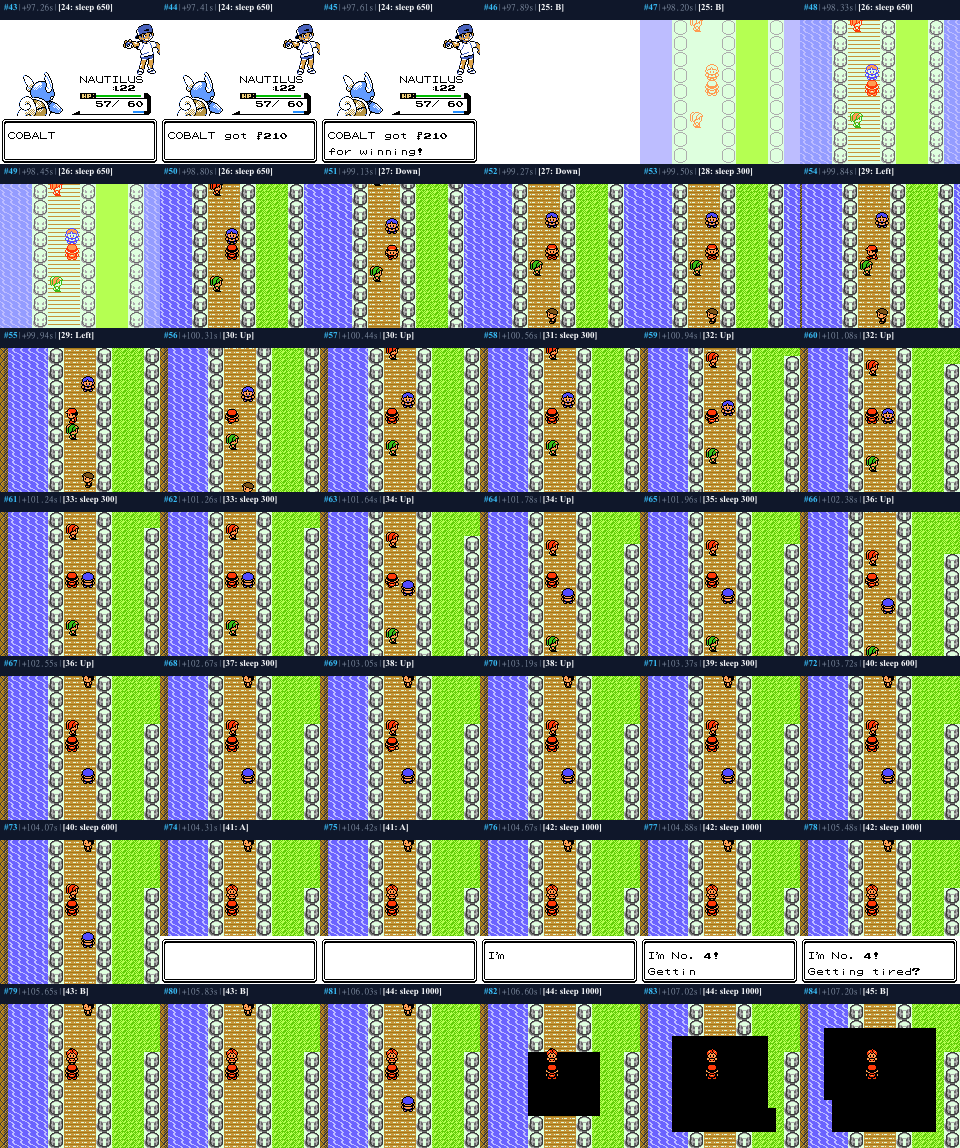 #43|+97.26s|[24: sleep 650]
#44|+97.41s|[24: sleep 650]
#45|+97.61s|[24: sleep 650]
#46|+97.89s|[25: B]
#47|+98.20s|[25: B]
#48|+98.33s|[26: sleep 650]
NAUTILUS
:L22
HP:
57/ 60
COBALT
NAUTILUS
:L22
HP:
57/ 60
COBALT got ₽210
NAUTILUS
:L22
HP:
57/ 60
COBALT got ₽210
for winning!
#49|+98.45s|[26: sleep 650]
#50|+98.80s|[26: sleep 650]
#51|+99.13s|[27: Down]
#52|+99.27s|[27: Down]
#53|+99.50s|[28: sleep 300]
#54|+99.84s|[29: Left]
#55|+99.94s|[29: Left]
#56|+100.31s|[30: Up]
#57|+100.44s|[30: Up]
#58|+100.56s|[31: sleep 300]
#59|+100.94s|[32: Up]
#60|+101.08s|[32: Up]
#61|+101.24s|[33: sleep 300]
#62|+101.26s|[33: sleep 300]
#63|+101.64s|[34: Up]
#64|+101.78s|[34: Up]
#65|+101.96s|[35: sleep 300]
#66|+102.38s|[36: Up]
#67|+102.55s|[36: Up]
#68|+102.67s|[37: sleep 300]
#69|+103.05s|[38: Up]
#70|+103.19s|[38: Up]
#71|+103.37s|[39: sleep 300]
#72|+103.72s|[40: sleep 600]
#73|+104.07s|[40: sleep 600]
#74|+104.31s|[41: A]
#75|+104.42s|[41: A]
#76|+104.67s|[42: sleep 1000]
#77|+104.88s|[42: sleep 1000]
#78|+105.48s|[42: sleep 1000]
I'm
I'm No. 4!
Gettin
I'm No. 4!
Getting tired?
#79|+105.65s|[43: B]
#80|+105.83s|[43: B]
#81|+106.03s|[44: sleep 1000]
#82|+106.60s|[44: sleep 1000]
#83|+107.02s|[44: sleep 1000]
#84|+107.20s|[45: B]